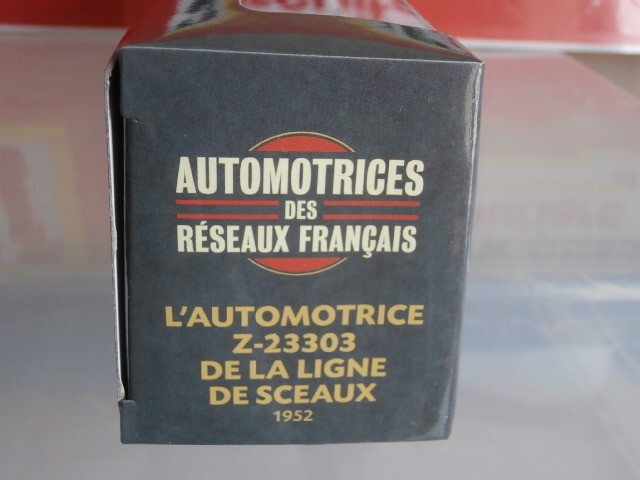 AUTOMOTRICES
DES
RÉSEAUX FRANÇAIS
L'AUTOMOTRICE
Z-23303
DE LA LIGNE
DE SCEAUX
1952